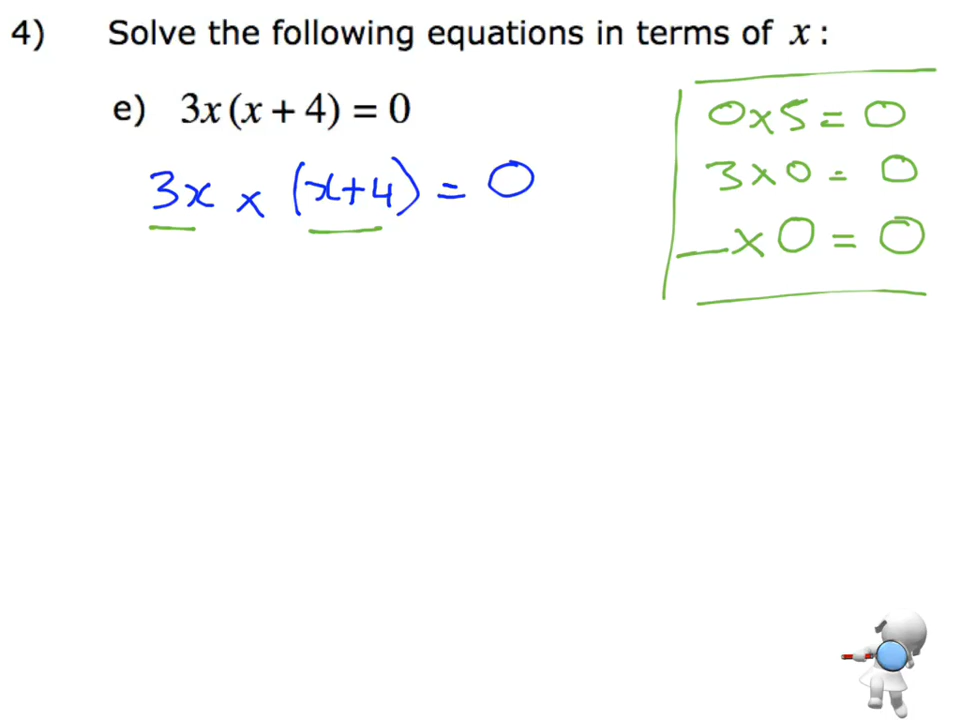 4) Solve the following equations in terms of x :
e) 3x(x + 4) = 0
3x × (x+4) = 0
0 × 5 = 0
3 × 0 = 0
_ × 0 = 0